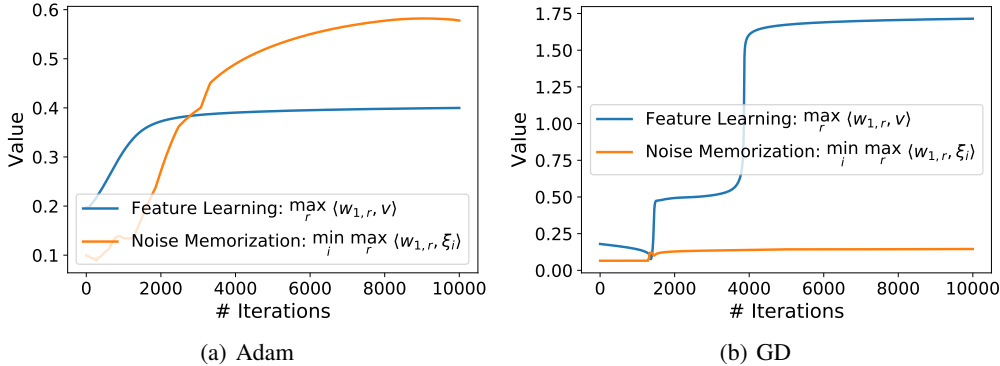 0.6
0.5
0.4
0.3
0.2
0.1
Value
Feature Learning: max_r ⟨w_{1,r}, v⟩
Noise Memorization: min_i max_r ⟨w_{1,r}, ξ_i⟩
0 2000 4000 6000 8000 10000
# Iterations
(a) Adam
1.75
1.50
1.25
1.00
0.75
0.50
0.25
0.00
Value
Feature Learning: max_r ⟨w_{1,r}, v⟩
Noise Memorization: min_i max_r ⟨w_{1,r}, ξ_i⟩
0 2000 4000 6000 8000 10000
# Iterations
(b) GD